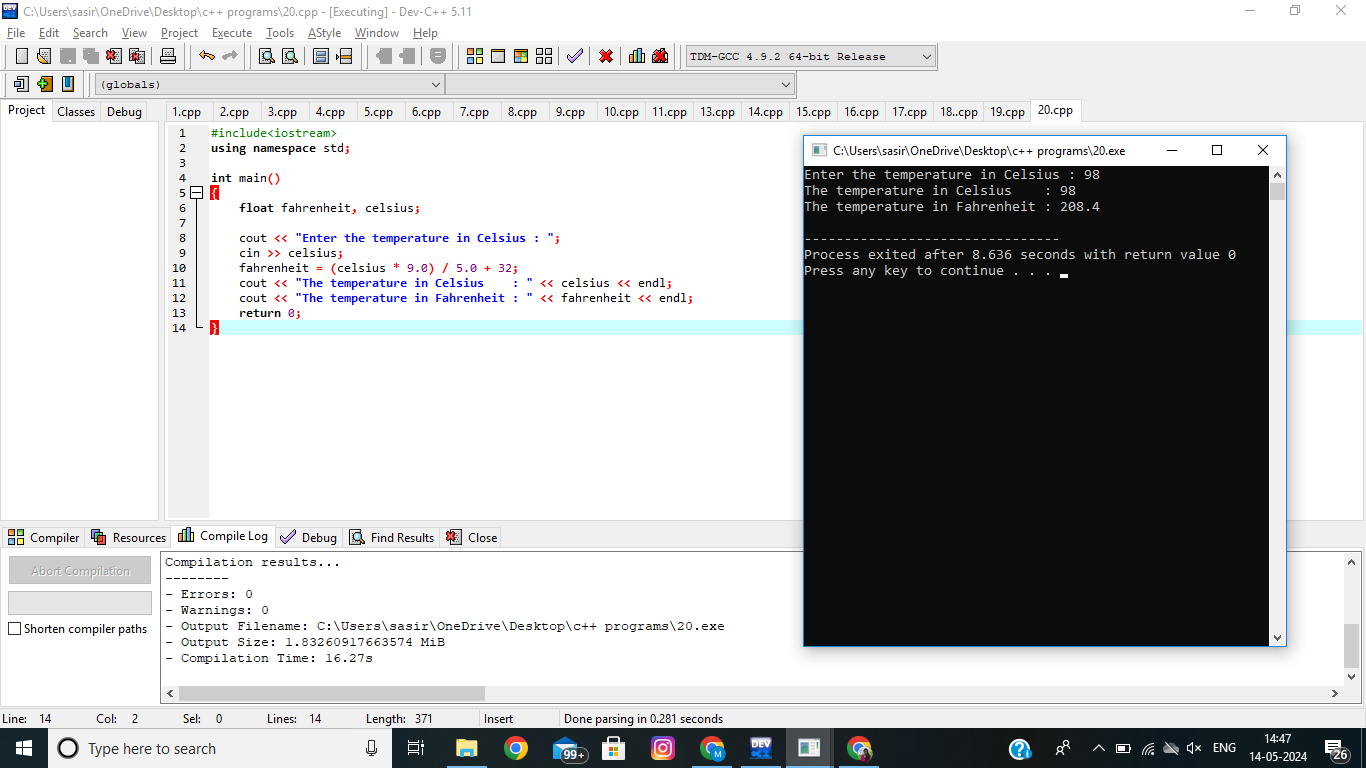 C:\Users\sasir\OneDrive\Desktop\c++ programs\20.cpp - [Executing] - Dev-C++ 5.11
File Edit Search View Project Execute Tools AStyle Window Help
TDM-GCC 4.9.2 64-bit Release
(globals)
Project Classes Debug
1.cpp 2.cpp 3.cpp 4.cpp 5.cpp 6.cpp 7.cpp 8.cpp 9.cpp 10.cpp 11.cpp 13.cpp 14.cpp 15.cpp 16.cpp 17.cpp 18..cpp 19.cpp 20.cpp
1 #include<iostream>
2 using namespace std;
3
4 int main()
5 {
6 float fahrenheit, celsius;
7
8 cout << "Enter the temperature in Celsius : ";
9 cin >> celsius;
10 fahrenheit = (celsius * 9.0) / 5.0 + 32;
11 cout << "The temperature in Celsius    : " << celsius << endl;
12 cout << "The temperature in Fahrenheit : " << fahrenheit << endl;
13 return 0;
14 }
C:\Users\sasir\OneDrive\Desktop\c++ programs\20.exe
Enter the temperature in Celsius : 98
The temperature in Celsius    : 98
The temperature in Fahrenheit : 208.4
--------------------------------
Process exited after 8.636 seconds with return value 0
Press any key to continue . . .
Compiler Resources Compile Log Debug Find Results Close
Abort Compilation
Shorten compiler paths
Compilation results...
--------
- Errors: 0
- Warnings: 0
- Output Filename: C:\Users\sasir\OneDrive\Desktop\c++ programs\20.exe
- Output Size: 1.83260917663574 MiB
- Compilation Time: 16.27s
Line: 14 Col: 2 Sel: 0 Lines: 14 Length: 371 Insert Done parsing in 0.281 seconds
Type here to search
99+
M
DEV
ENG
14:47
14-05-2024
26